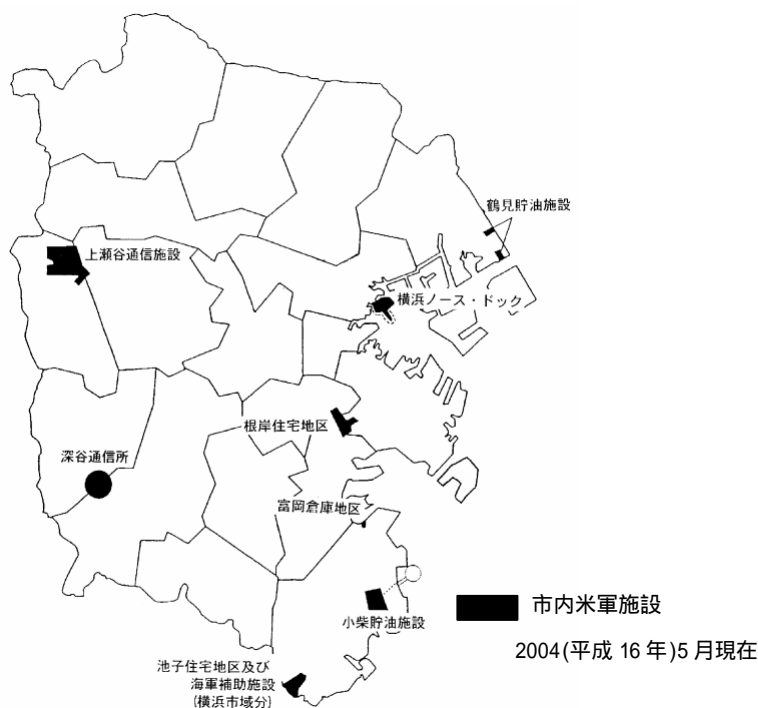 鶴見貯油施設
上瀬谷通信施設
横浜ノース・ドック
根岸住宅地区
深谷通信所
富岡倉庫地区
市内米軍施設
小柴貯油施設
2004(平成 16 年)5 月現在
池子住宅地区及び
海軍補助施設
(横浜市域分)